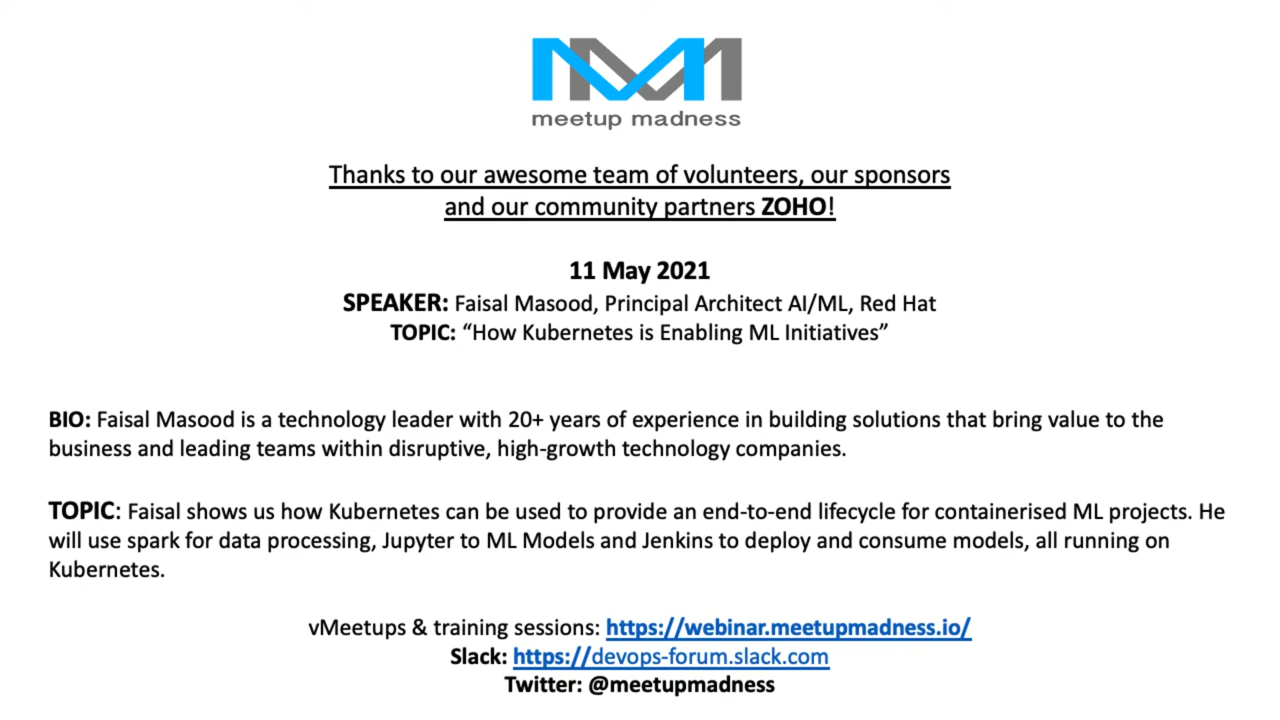 meetup madness
Thanks to our awesome team of volunteers, our sponsors
and our community partners ZOHO!
11 May 2021
SPEAKER: Faisal Masood, Principal Architect AI/ML, Red Hat
TOPIC: “How Kubernetes is Enabling ML Initiatives”
BIO: Faisal Masood is a technology leader with 20+ years of experience in building solutions that bring value to the
business and leading teams within disruptive, high-growth technology companies.
TOPIC: Faisal shows us how Kubernetes can be used to provide an end-to-end lifecycle for containerised ML projects. He
will use spark for data processing, Jupyter to ML Models and Jenkins to deploy and consume models, all running on
Kubernetes.
vMeetups & training sessions: https://webinar.meetupmadness.io/
Slack: https://devops-forum.slack.com
Twitter: @meetupmadness